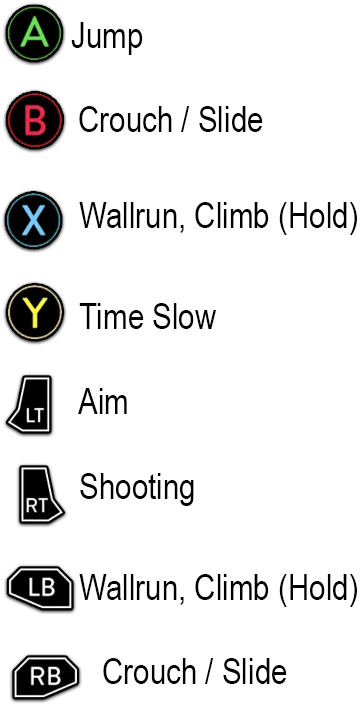 A Jump
B Crouch / Slide
X Wallrun, Climb (Hold)
Y Time Slow
LT Aim
RT Shooting
LB Wallrun, Climb (Hold)
RB Crouch / Slide